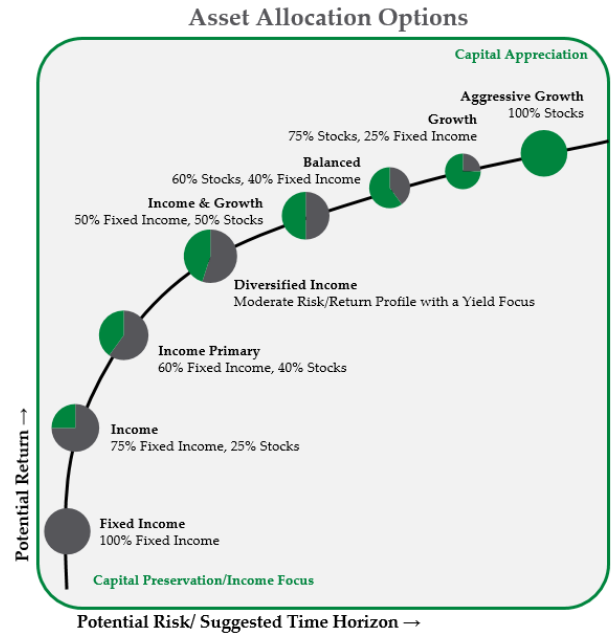 Asset Allocation Options
Capital Appreciation
Aggressive Growth
100% Stocks
Growth
75% Stocks, 25% Fixed Income
Balanced
60% Stocks, 40% Fixed Income
Income & Growth
50% Fixed Income, 50% Stocks
Diversified Income
Moderate Risk/Return Profile with a Yield Focus
Income Primary
60% Fixed Income, 40% Stocks
Income
75% Fixed Income, 25% Stocks
Fixed Income
100% Fixed Income
Capital Preservation/Income Focus
Potential Return →
Potential Risk/ Suggested Time Horizon →